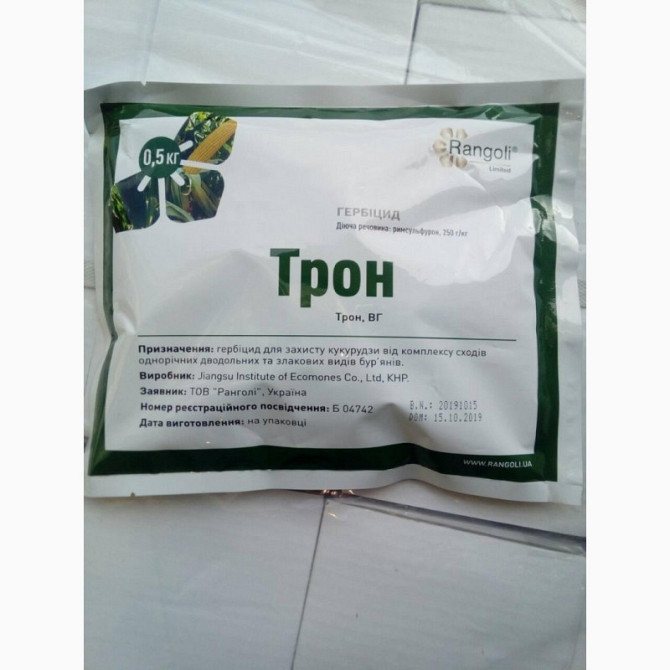 0,5 кг
Rangoli®
Limited
ГЕРБІЦИД
Діюча речовина: римсульфурон, 250 г/кг
Трон
Трон, ВГ
Призначення: гербіцид для захисту кукурудзи від комплексу сходів
однорічних дводольних та злакових видів бур'янів.
Виробник: Jiangsu Institute of Ecomones Co., Ltd, КНР.
Заявник: ТОВ "Ранголі", Україна
Номер реєстраційного посвідчення: Б 04742
Дата виготовлення: на упаковці
B.N.: 20191015
DOM: 15.10.2019
WWW.RANGOLI.UA